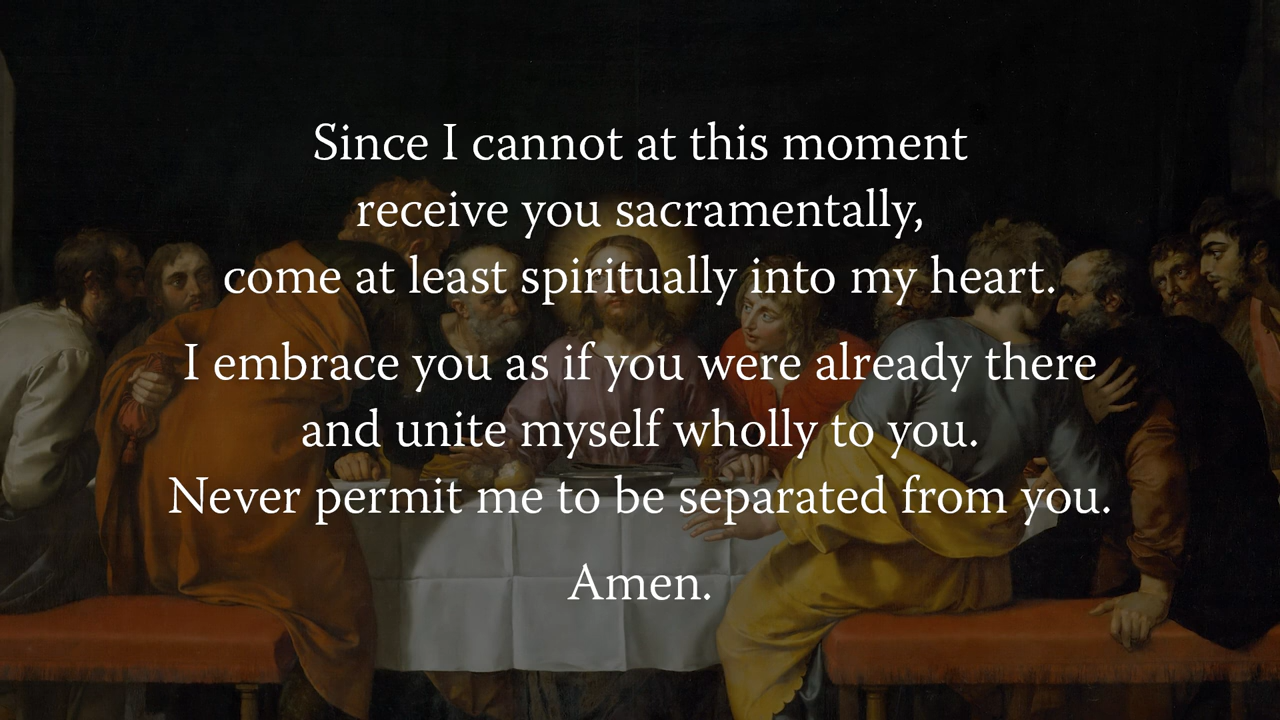 Since I cannot at this moment
receive you sacramentally,
come at least spiritually into my heart.
I embrace you as if you were already there
and unite myself wholly to you.
Never permit me to be separated from you.
Amen.